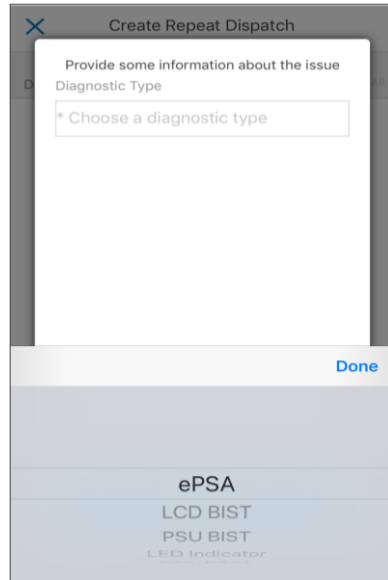 Create Repeat Dispatch
Provide some information about the issue
D
Diagnostic Type
All
* Choose a diagnostic type
Done
ePSA
LCD BIST
PSU BIST
LED Indicator